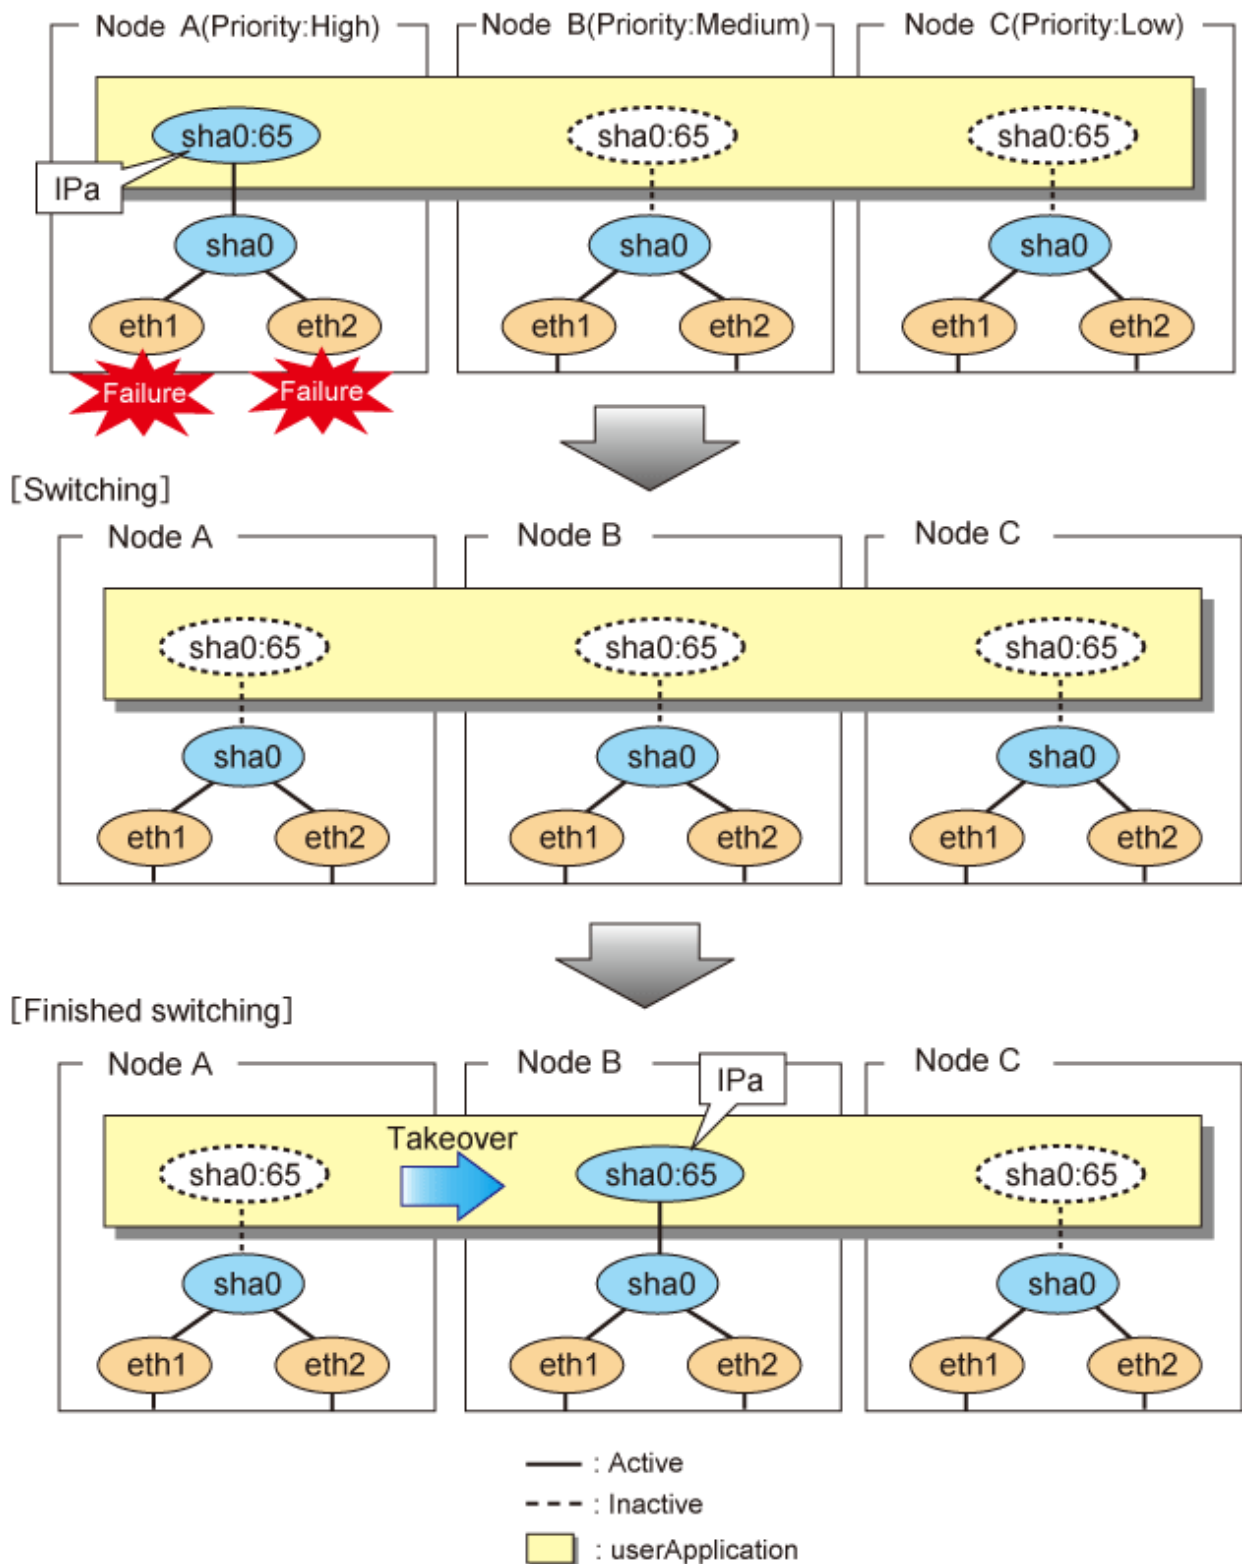 Node A(Priority:High) Node B(Priority:Medium) Node C(Priority:Low)
sha0:65 sha0:65 sha0:65
IPa
sha0 sha0 sha0
eth1 eth2 eth1 eth2 eth1 eth2
Failure Failure
[Switching]
Node A Node B Node C
sha0:65 sha0:65 sha0:65
sha0 sha0 sha0
eth1 eth2 eth1 eth2 eth1 eth2
[Finished switching]
Node A Node B Node C
IPa
Takeover
sha0:65 sha0:65 sha0:65
sha0 sha0 sha0
eth1 eth2 eth1 eth2 eth1 eth2
: Active
: Inactive
: userApplication